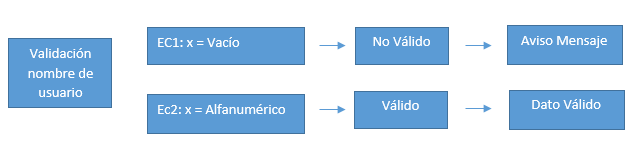 Validación
nombre de
usuario
EC1: x = Vacío
No Válido
Aviso Mensaje
Ec2: x = Alfanumérico
Válido
Dato Válido